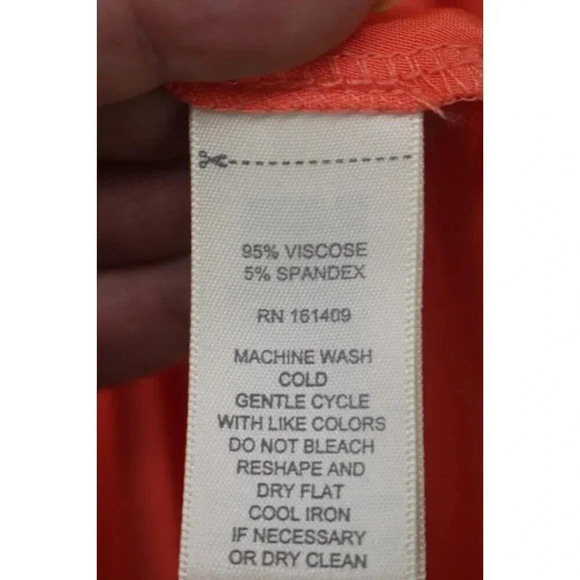 95% VISCOSE
5% SPANDEX
RN 161409
MACHINE WASH
COLD
GENTLE CYCLE
WITH LIKE COLORS
DO NOT BLEACH
RESHAPE AND
DRY FLAT
COOL IRON
IF NECESSARY
OR DRY CLEAN